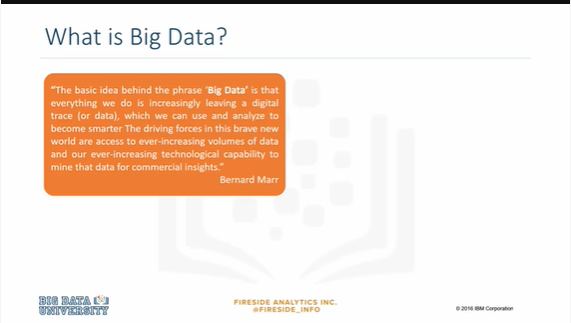 What is Big Data?
“The basic idea behind the phrase ‘Big Data’ is that
everything we do is increasingly leaving a digital
trace (or data), which we can use and analyze to
become smarter The driving forces in this brave new
world are access to ever-increasing volumes of data
and our ever-increasing technological capability to
mine that data for commercial insights.”
Bernard Marr
BIG DATA
UNIVERSITY
FIRESIDE ANALYTICS INC.
@FIRESIDE_INFO
© 2016 IBM Corporation